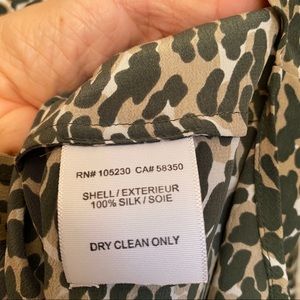 RN# 105230 CA# 58350
SHELL / EXTERIEUR
100% SILK / SOIE
DRY CLEAN ONLY